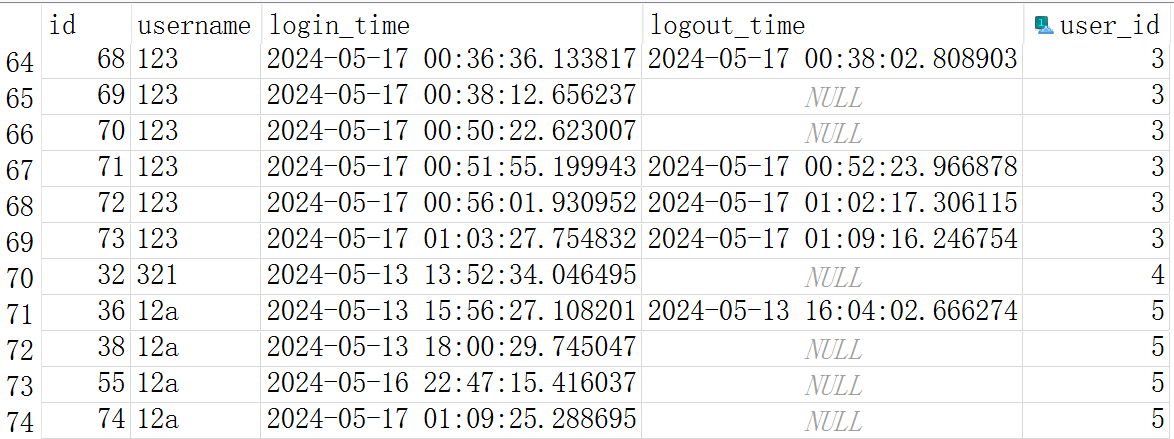 id username login_time logout_time 1 user_id
64 68 123 2024-05-17 00:36:36.133817 2024-05-17 00:38:02.808903 3
65 69 123 2024-05-17 00:38:12.656237 NULL 3
66 70 123 2024-05-17 00:50:22.623007 NULL 3
67 71 123 2024-05-17 00:51:55.199943 2024-05-17 00:52:23.966878 3
68 72 123 2024-05-17 00:56:01.930952 2024-05-17 01:02:17.306115 3
69 73 123 2024-05-17 01:03:27.754832 2024-05-17 01:09:16.246754 3
70 32 321 2024-05-13 13:52:34.046495 NULL 4
71 36 12a 2024-05-13 15:56:27.108201 2024-05-13 16:04:02.666274 5
72 38 12a 2024-05-13 18:00:29.745047 NULL 5
73 55 12a 2024-05-16 22:47:15.416037 NULL 5
74 74 12a 2024-05-17 01:09:25.288695 NULL 5